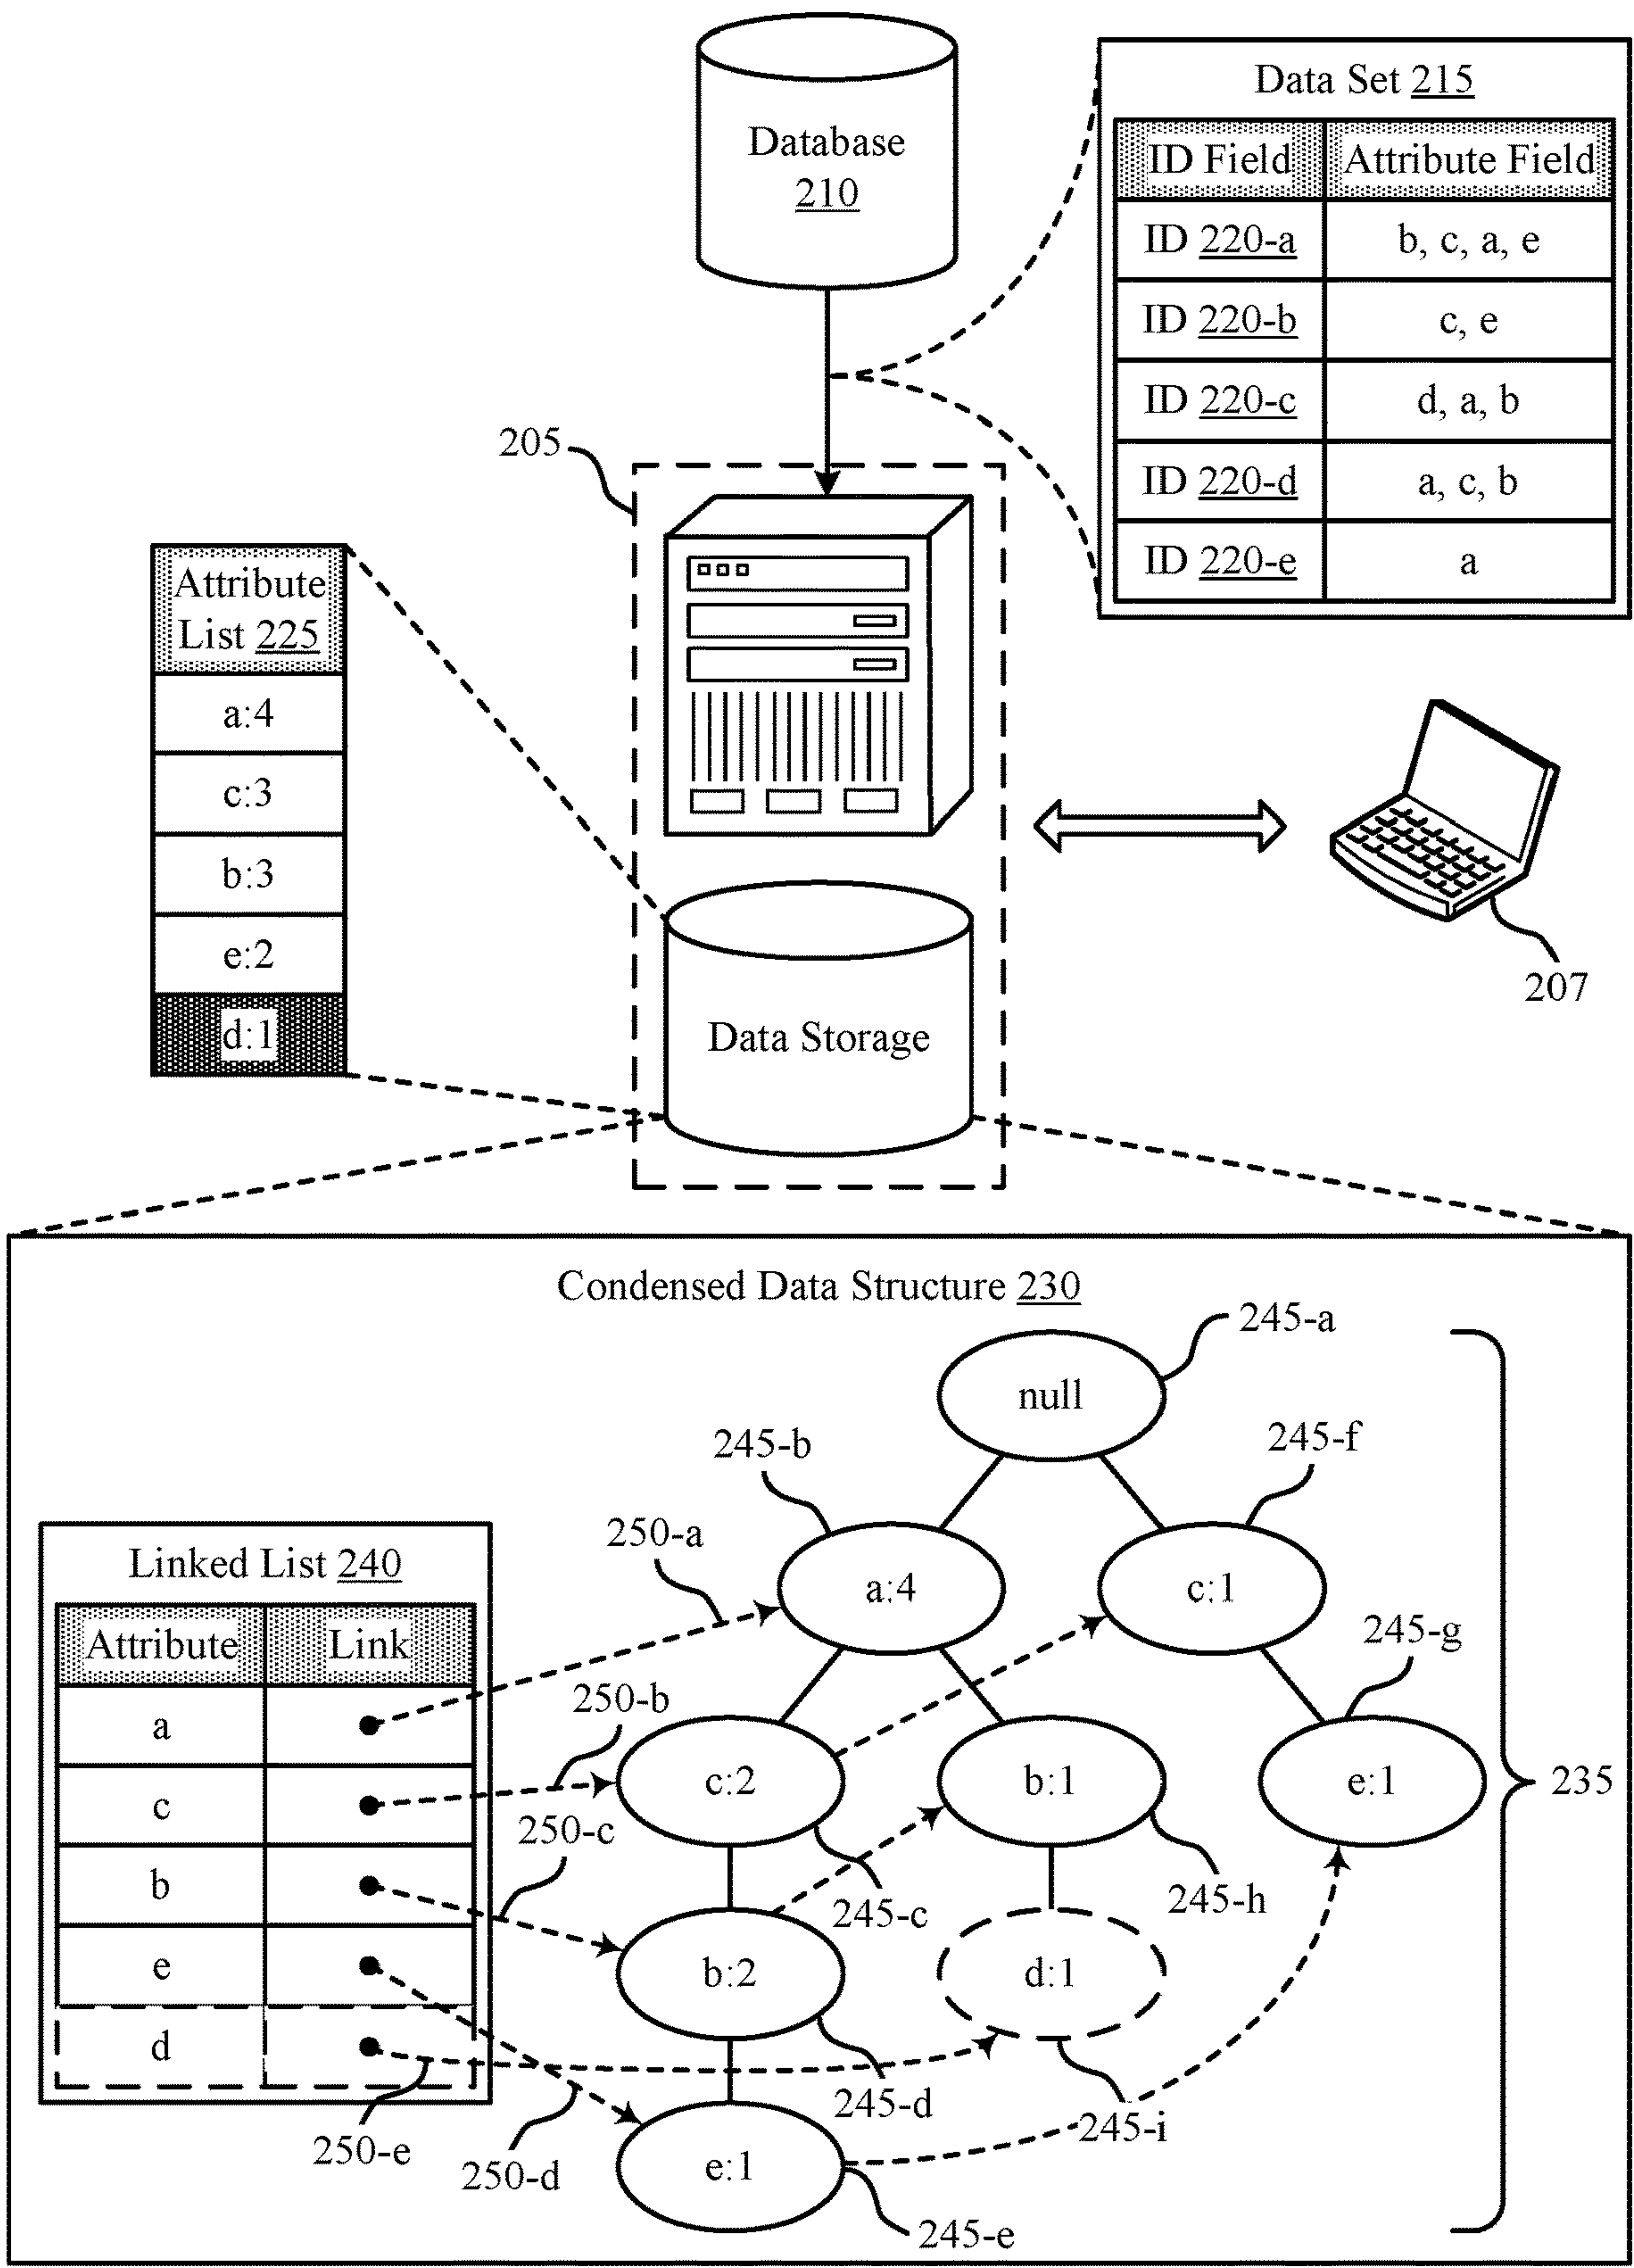 Database
210
Data Set 215
ID Field Attribute Field
ID 220-a b, c, a, e
ID 220-b c, e
ID 220-c d, a, b
ID 220-d a, c, b
ID 220-e a
205
Attribute
List 225
a:4
c:3
b:3
e:2
d:1
207
Data Storage
Condensed Data Structure 230
245-a
null
245-b
245-f
250-a
a:4
c:1
Linked List 240
Attribute Link
a
c
b
e
d
245-g
250-b
c:2
b:1
e:1
235
250-c
245-c
245-h
b:2
d:1
245-d
245-i
250-e
250-d
e:1
245-e